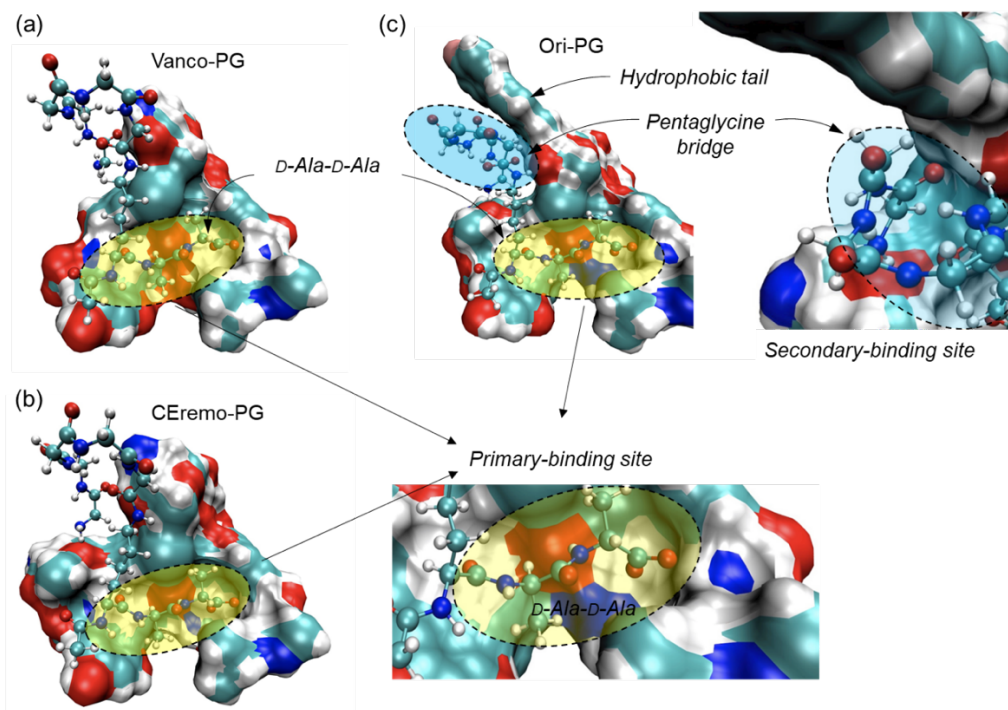 (a)
Vanco-PG
D-Ala-D-Ala
(c)
Ori-PG
Hydrophobic tail
Pentaglycine
bridge
Secondary-binding site
(b)
CEremo-PG
Primary-binding site
D-Ala-D-Ala